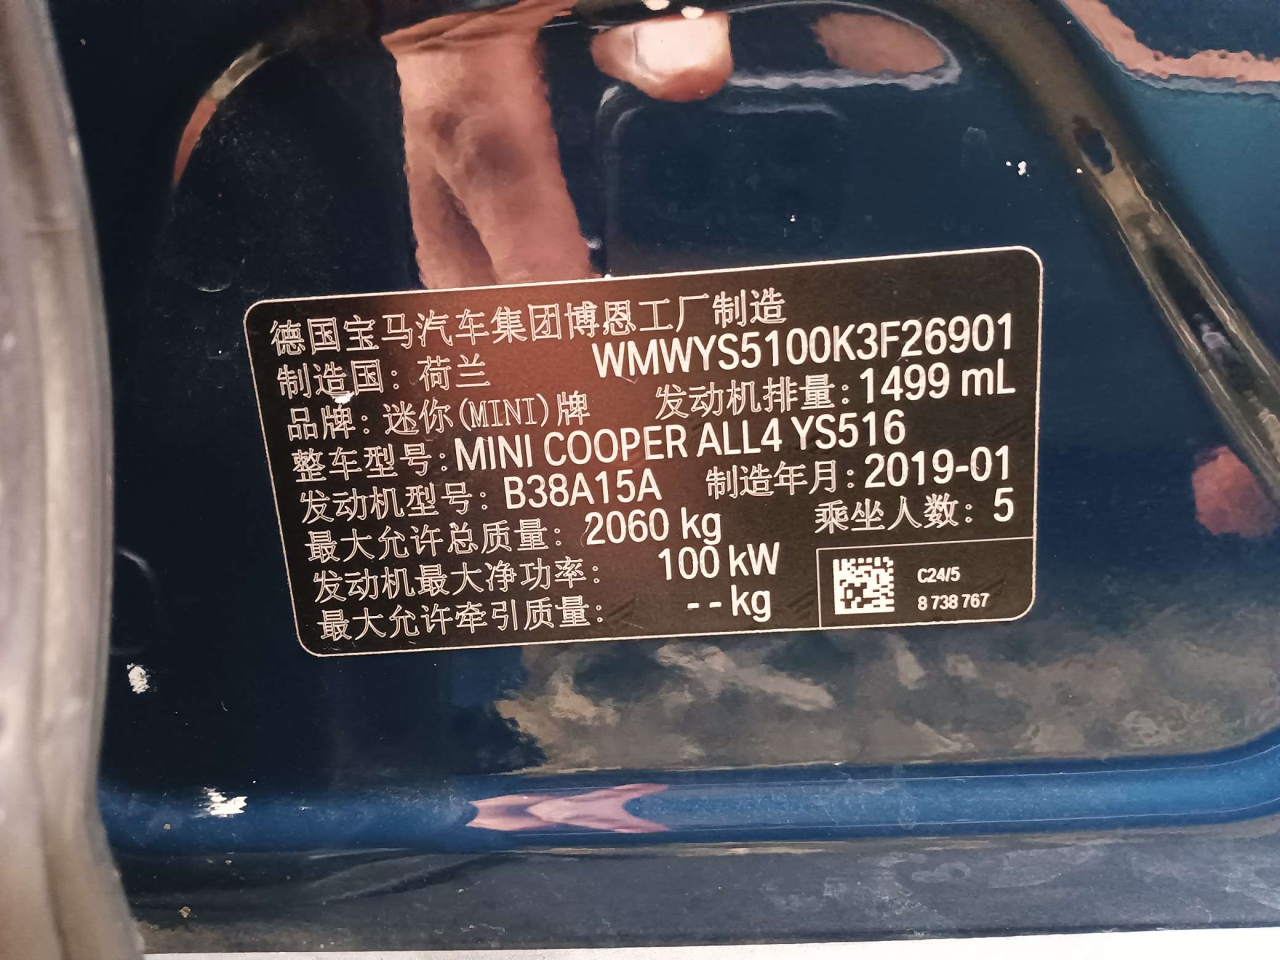 德国宝马汽车集团博恩工厂制造
制造国: 荷兰 WMWYS5100K3F26901
品牌: 迷你(MINI)牌 发动机排量: 1499 mL
整车型号: MINI COOPER ALL4 YS516
发动机型号: B38A15A 制造年月: 2019-01
最大允许总质量: 2060 kg 乘坐人数: 5
发动机最大净功率: 100 kW
最大允许牵引质量: -- kg
C24/5
8 738 767